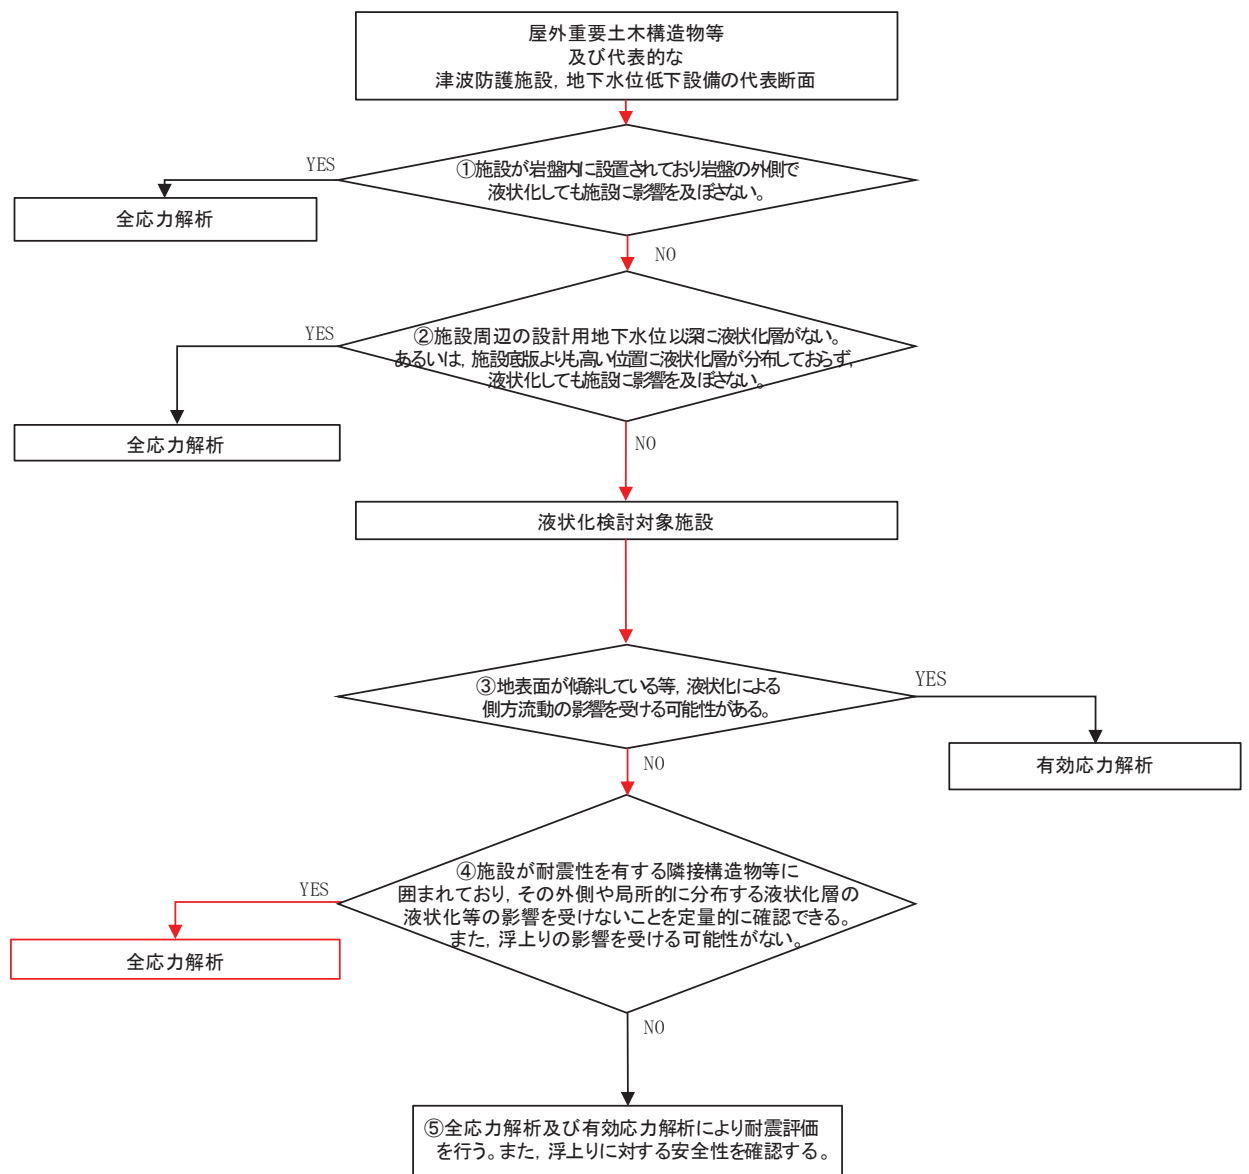 屋外重要土木構造物等
及び代表的な
津波防護施設，地下水位低下設備の代表断面
YES
①施設が岩盤内に設置されており岩盤の外側で
液状化しても施設に影響を及ぼさない。
全応力解析
NO
YES
②施設周辺の設計用地下水位以深に液状化層がない。
あるいは，施設底版よりも高い位置に液状化層が分布しておらず，
液状化しても施設に影響を及ぼさない。
全応力解析
NO
液状化検討対象施設
③地表面が傾斜している等，液状化による
側方流動の影響を受ける可能性がある。
YES
有効応力解析
NO
④施設が耐震性を有する隣接構造物等に
囲まれており，その外側や局所的に分布する液状化層の
液状化等の影響を受けないことを定量的に確認できる。
また，浮上りの影響を受ける可能性がない。
YES
全応力解析
NO
⑤全応力解析及び有効応力解析により耐震評価
を行う。また，浮上りに対する安全性を確認する。